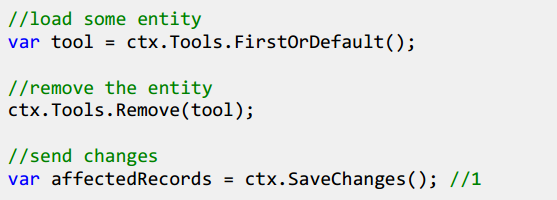 //load some entity
var tool = ctx.Tools.FirstOrDefault();
//remove the entity
ctx.Tools.Remove(tool);
//send changes
var affectedRecords = ctx.SaveChanges(); //1